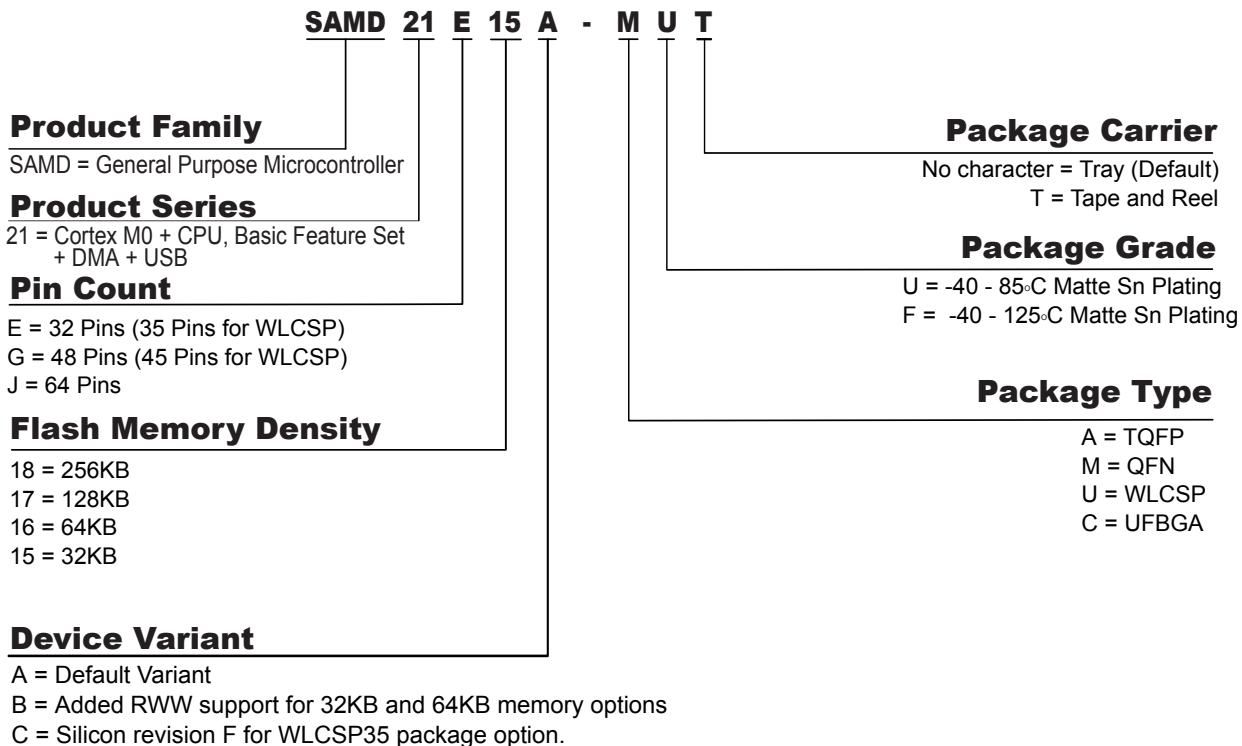 SAMD 21 E 15 A - M U T
Product Family
SAMD = General Purpose Microcontroller
Product Series
21 = Cortex M0 + CPU, Basic Feature Set
+ DMA + USB
Pin Count
E = 32 Pins (35 Pins for WLCSP)
G = 48 Pins (45 Pins for WLCSP)
J = 64 Pins
Flash Memory Density
18 = 256KB
17 = 128KB
16 = 64KB
15 = 32KB
Device Variant
A = Default Variant
B = Added RWW support for 32KB and 64KB memory options
C = Silicon revision F for WLCSP35 package option.
Package Carrier
No character = Tray (Default)
T = Tape and Reel
Package Grade
U = -40 - 85°C Matte Sn Plating
F = -40 - 125°C Matte Sn Plating
Package Type
A = TQFP
M = QFN
U = WLCSP
C = UFBGA